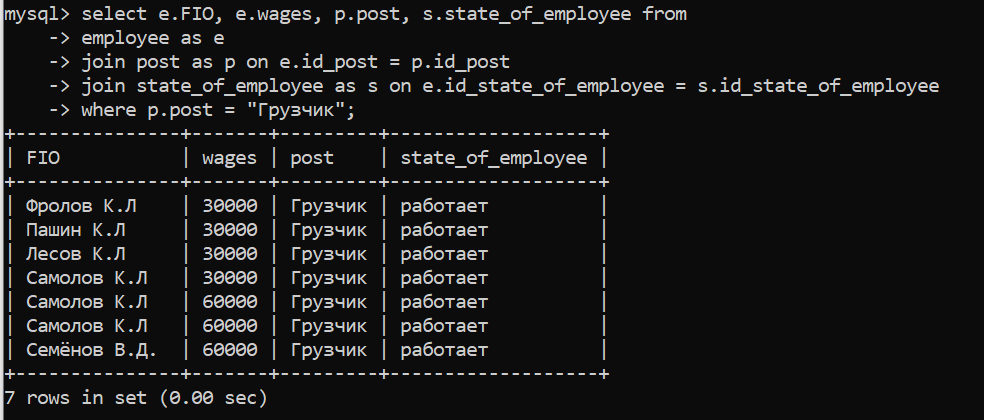 mysql> select e.FIO, e.wages, p.post, s.state_of_employee from
    -> employee as e
    -> join post as p on e.id_post = p.id_post
    -> join state_of_employee as s on e.id_state_of_employee = s.id_state_of_employee
    -> where p.post = "Грузчик";
+---------------+-------+---------+-------------------+
| FIO           | wages | post    | state_of_employee |
+---------------+-------+---------+-------------------+
| Фролов К.Л    | 30000 | Грузчик | работает          |
| Пашин К.Л     | 30000 | Грузчик | работает          |
| Лесов К.Л     | 30000 | Грузчик | работает          |
| Самолов К.Л   | 30000 | Грузчик | работает          |
| Самолов К.Л   | 60000 | Грузчик | работает          |
| Самолов К.Л   | 60000 | Грузчик | работает          |
| Семёнов В.Д.  | 60000 | Грузчик | работает          |
+---------------+-------+---------+-------------------+
7 rows in set (0.00 sec)